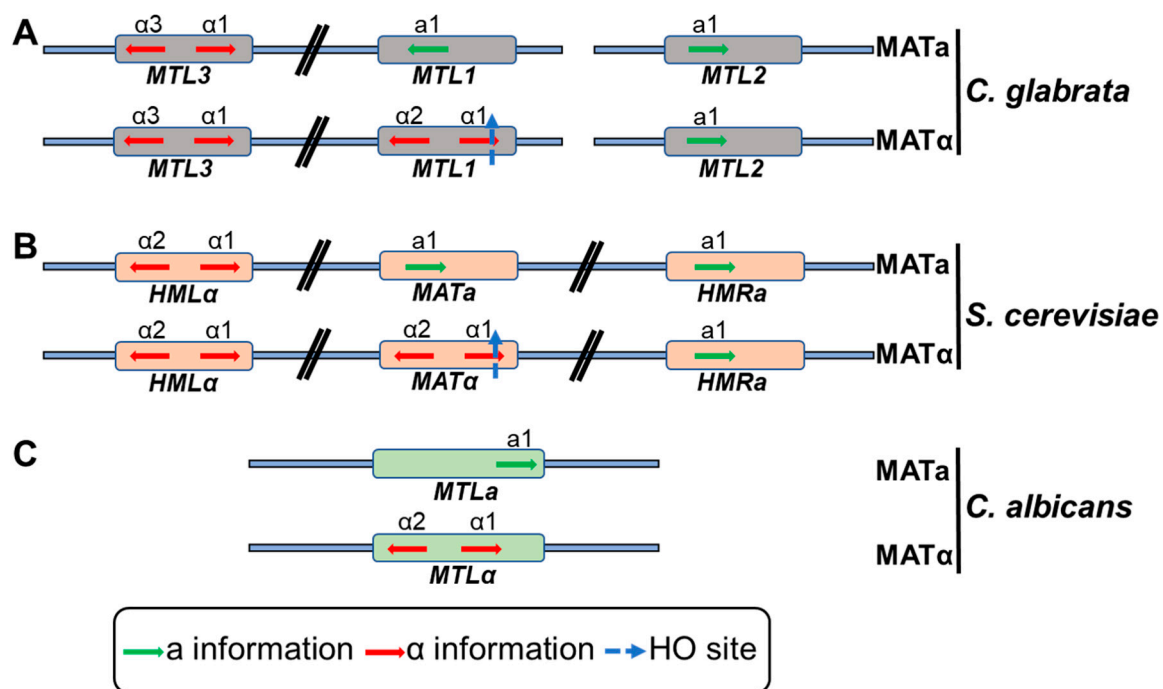 A
α3 α1 a1 a1
MTL3 MTL1 MTL2 MATa
C. glabrata
α3 α1 α2 α1 a1
MTL3 MTL1 MTL2 MATα
B
α2 α1 a1 a1
HMLα MATa HMRa MATa
S. cerevisiae
α2 α1 α2 α1 a1
HMLα MATα HMRa MATα
C
a1
MTLa MATa
C. albicans
α2 α1
MTLα MATα
a information α information HO site